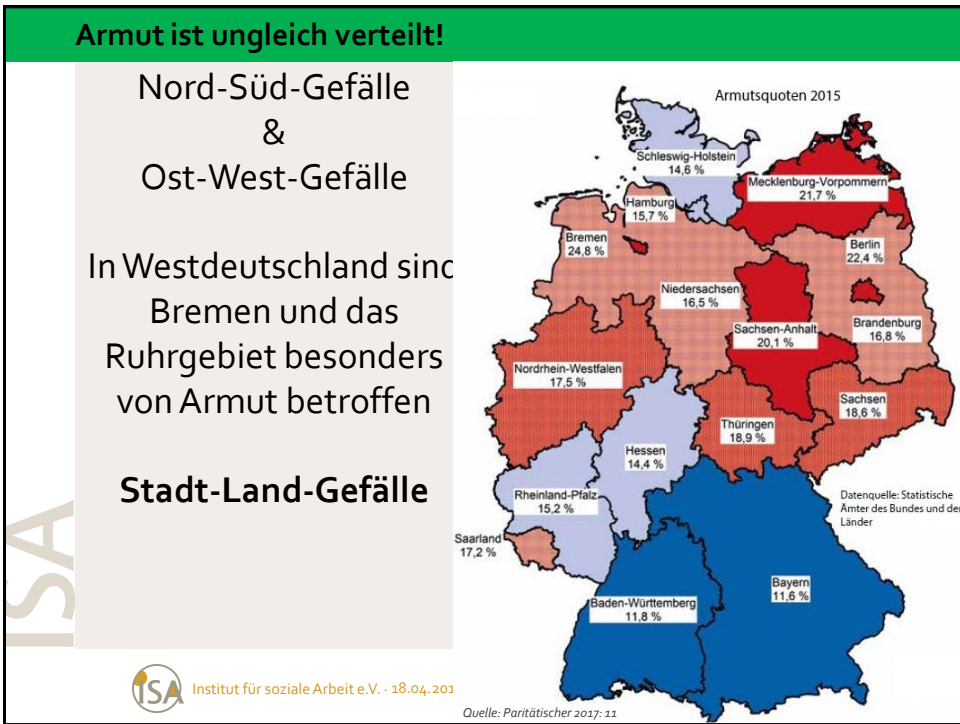 Armut ist ungleich verteilt!
Nord-Süd-Gefälle
&
Ost-West-Gefälle
In Westdeutschland sind
Bremen und das
Ruhrgebiet besonders
von Armut betroffen
Stadt-Land-Gefälle
ISA
Armutsquoten 2015
Schleswig-Holstein
14,6 %
Mecklenburg-Vorpommern
21,7 %
Hamburg
15,7 %
Bremen
24,8 %
Berlin
22,4 %
Niedersachsen
16,5 %
Brandenburg
16,8 %
Sachsen-Anhalt
20,1 %
Nordrhein-Westfalen
17,5 %
Sachsen
18,6 %
Thüringen
18,9 %
Hessen
14,4 %
Rheinland-Pfalz
15,2 %
Datenquelle: Statistische
Ämter des Bundes und der
Länder
Saarland
17,2 %
Bayern
11,6 %
Baden-Württemberg
11,8 %
ISA
Institut für soziale Arbeit e.V. · 18.04.201
Quelle: Paritätischer 2017: 11